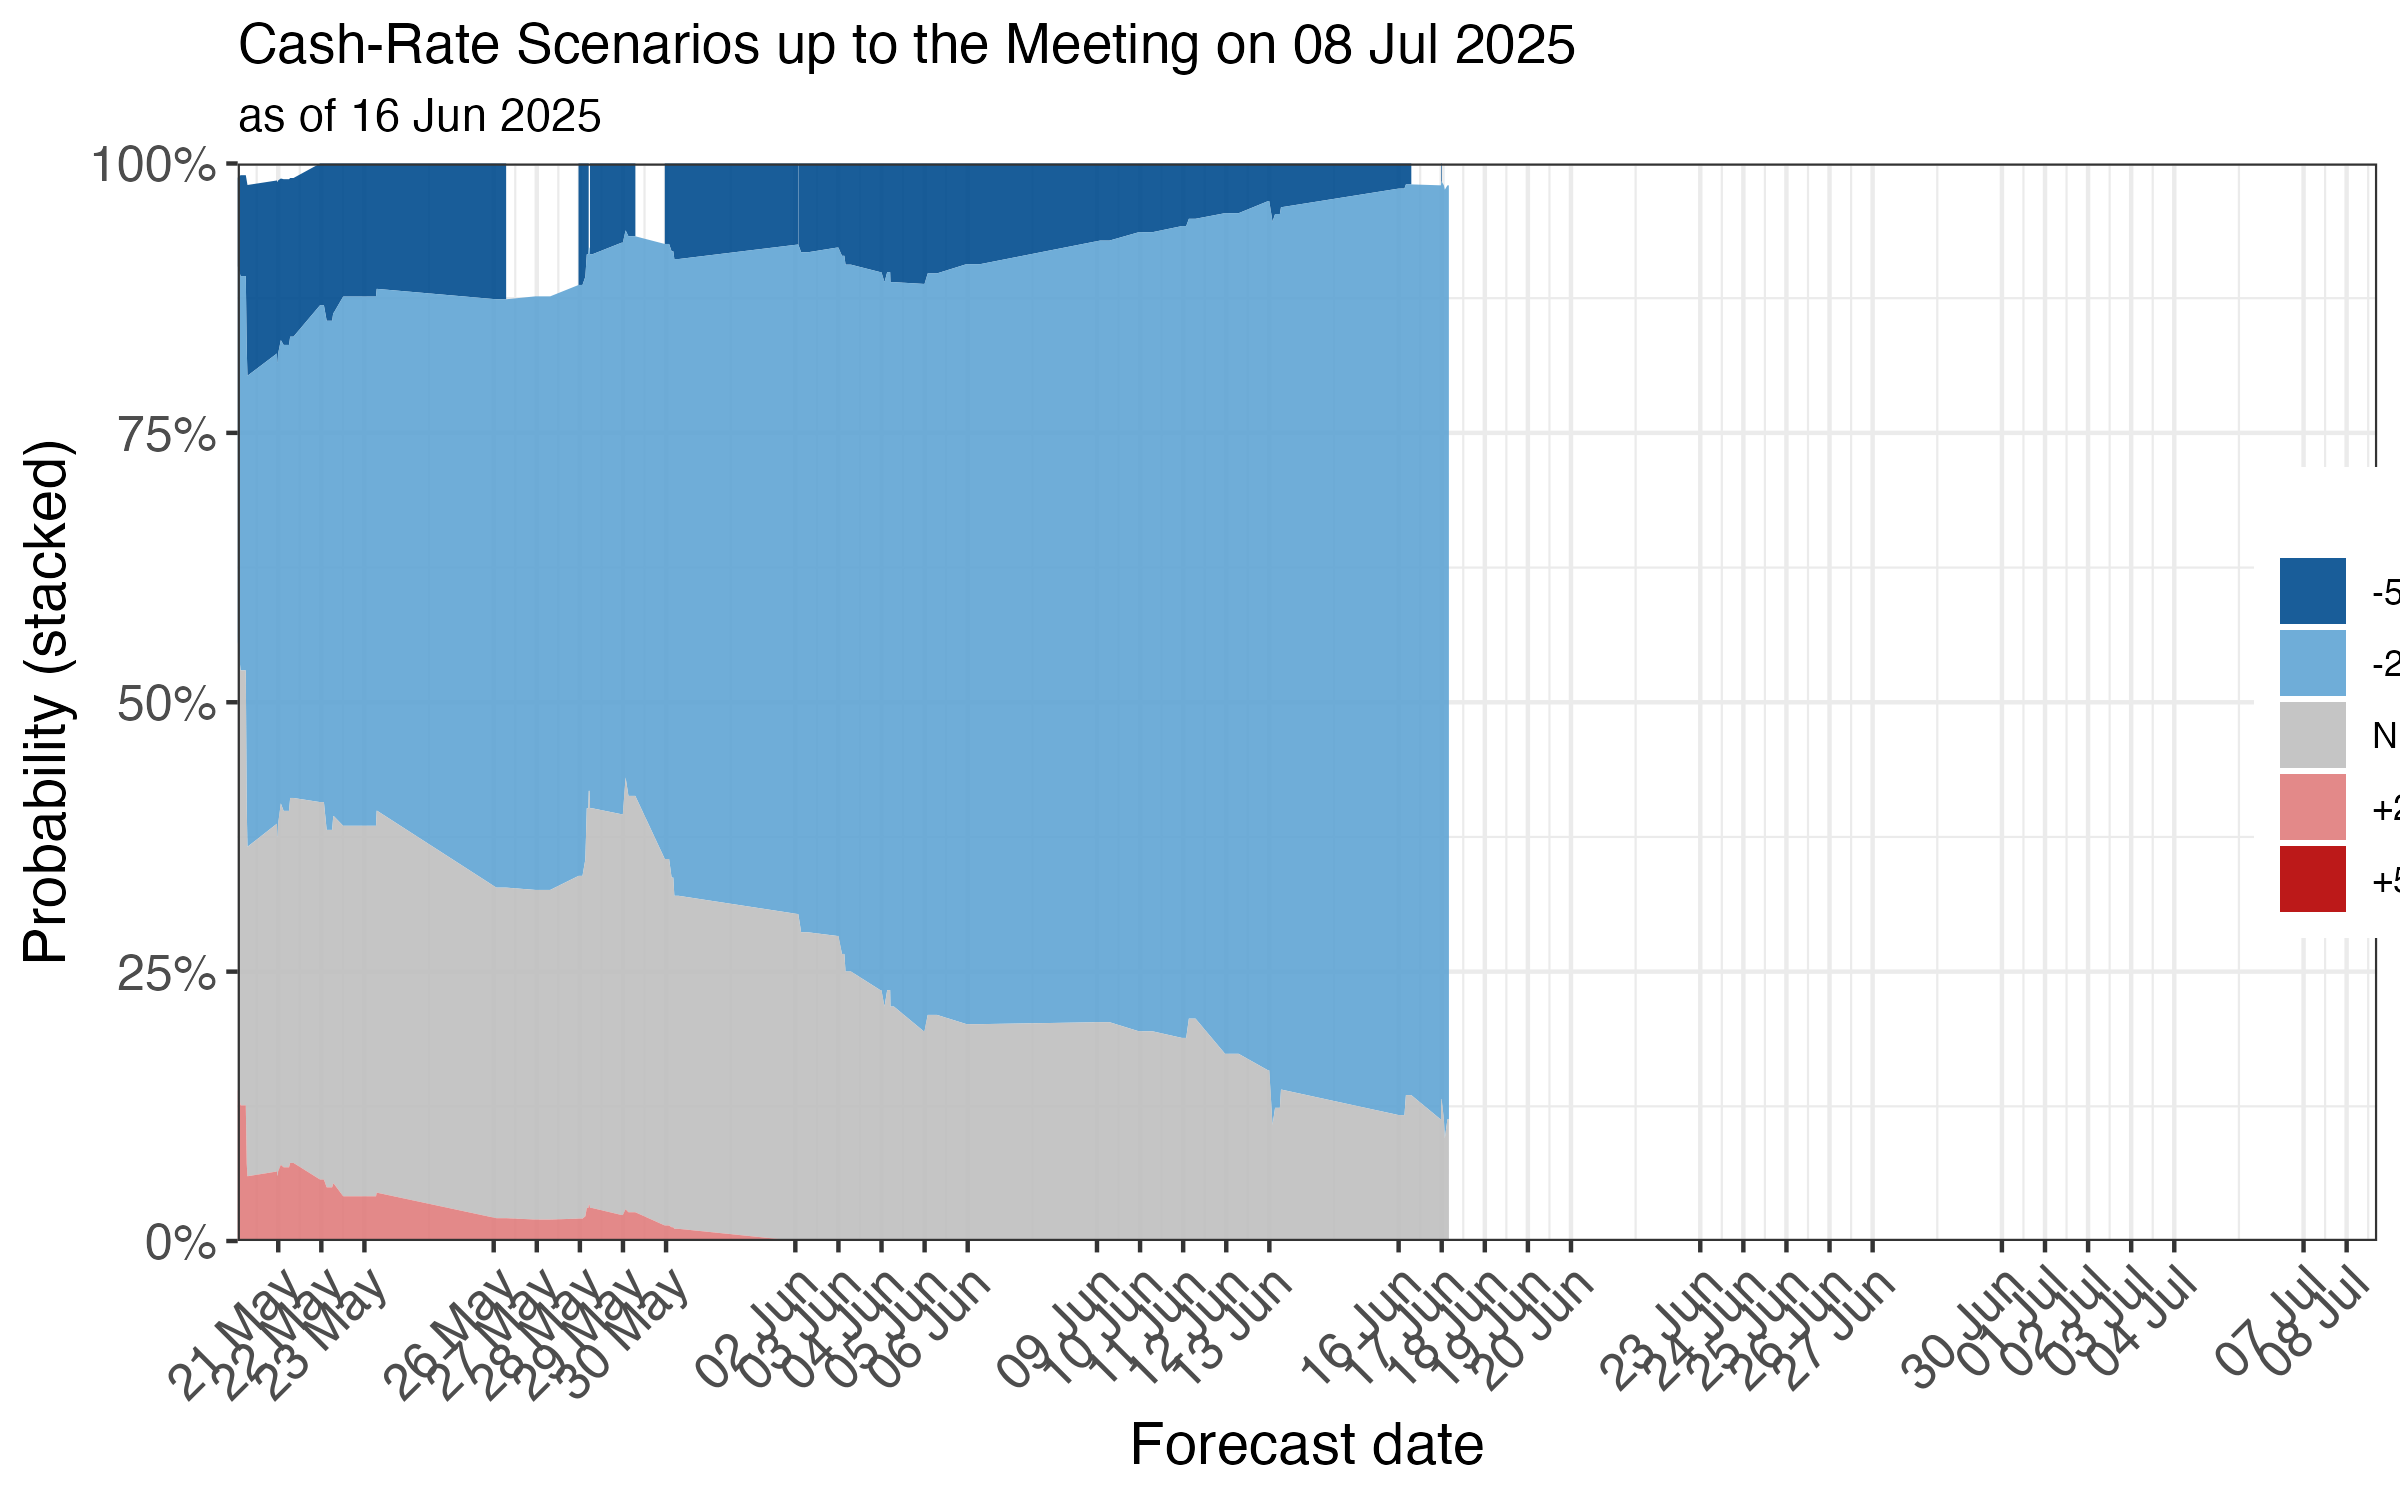 Cash-Rate Scenarios up to the Meeting on 08 Jul 2025
as of 16 Jun 2025
100%
75%
50%
25%
0%
Probability (stacked)
-5
-2
N
+2
+5
21 May
22 May
23 May
26 May
27 May
28 May
29 May
30 May
02 Jun
03 Jun
04 Jun
05 Jun
06 Jun
09 Jun
10 Jun
11 Jun
12 Jun
13 Jun
16 Jun
17 Jun
18 Jun
19 Jun
20 Jun
23 Jun
24 Jun
25 Jun
26 Jun
27 Jun
30 Jun
01 Jul
02 Jul
03 Jul
04 Jul
07 Jul
08 Jul
Forecast date